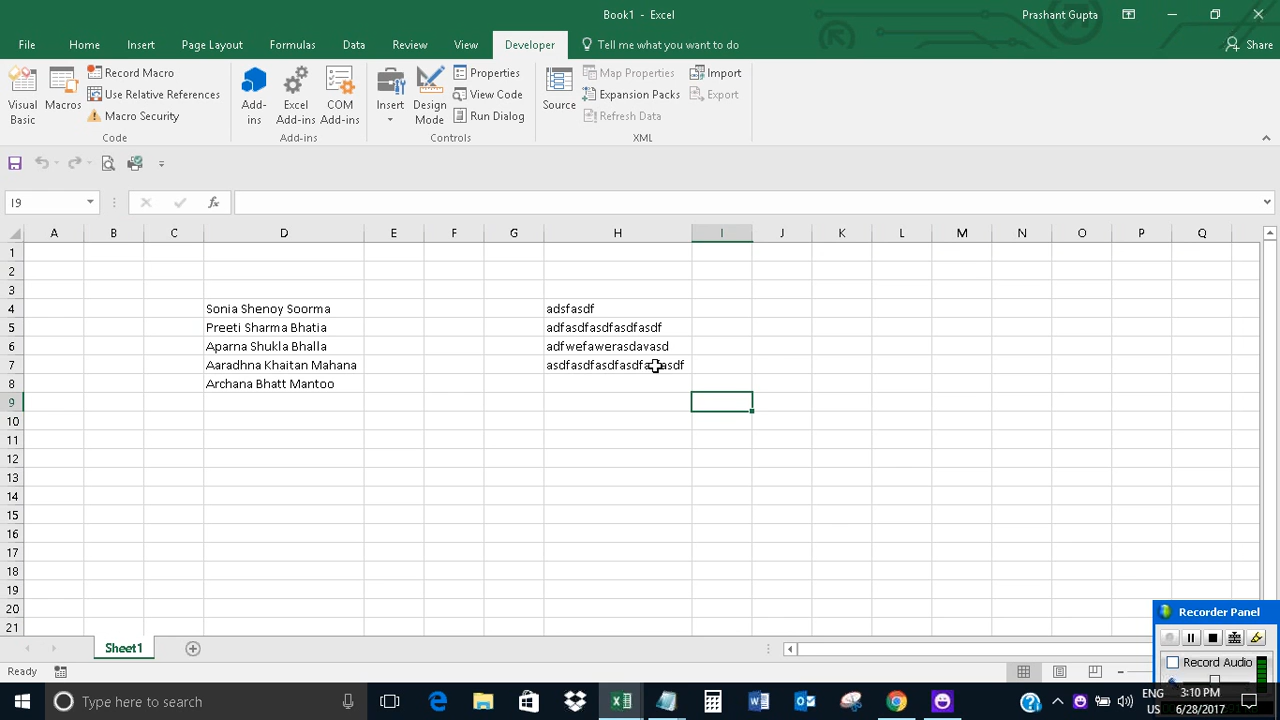 Book1 - Excel
Prashant Gupta
File Home Insert Page Layout Formulas Data Review View Developer Tell me what you want to do Share
Visual Basic
Macros
Record Macro
Use Relative References
Macro Security
Code
Add-ins
Excel Add-ins
COM Add-ins
Add-ins
Insert
Design Mode
Properties
View Code
Run Dialog
Controls
Source
Map Properties
Expansion Packs
Refresh Data
Import
Export
XML
I9
fx
A B C D E F G H I J K L M N O P Q
1
2
3
4 Sonia Shenoy Soorma adsfasdf
5 Preeti Sharma Bhatia adfasdfasdfasdfasdf
6 Aparna Shukla Bhalla adfwefawerasdavasd
7 Aaradhna Khaitan Mahana
8 Archana Bhatt Mantoo
9
10
11
12
13
14
15
16
17
18
19
20
21
Sheet1
Ready
Recorder Panel
Record Audio
Type here to search
ENG
US
3:10 PM
6/28/2017